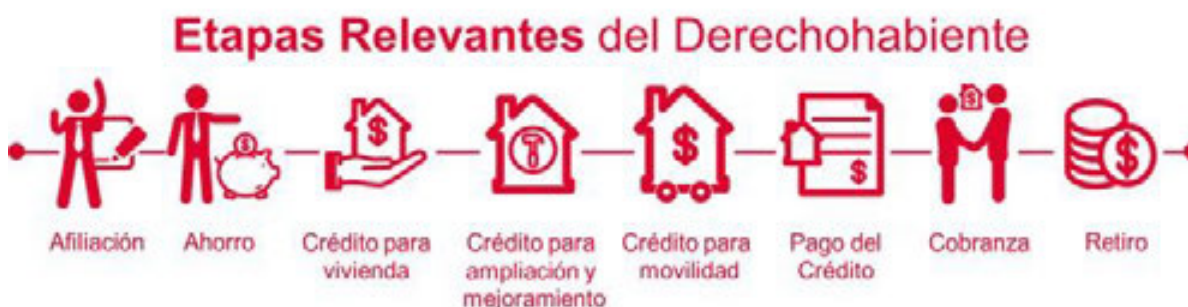 Etapas Relevantes del Derechohabiente
$
$
$
$
$
$
Afiliación
Ahorro
Crédito para
vivienda
Crédito para
ampliación y
mejoramiento
Crédito para
movilidad
Pago del
Crédito
Cobranza
Retiro